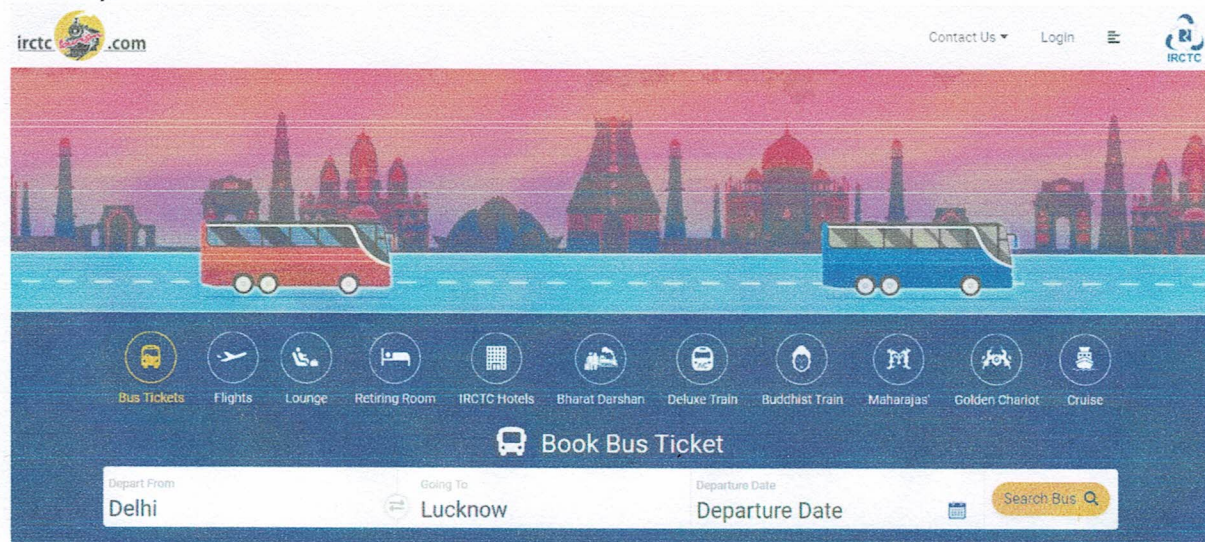 irctc .com
Contact Us
Login
IRCTC
Bus Tickets
Flights
Lounge
Retiring Room
IRCTC Hotels
Bharat Darshan
Deluxe Train
Buddhist Train
Maharajas'
Golden Chariot
Cruise
Book Bus Ticket
Depart From
Going To
Departure Date
Delhi
Lucknow
Departure Date
Search Bus